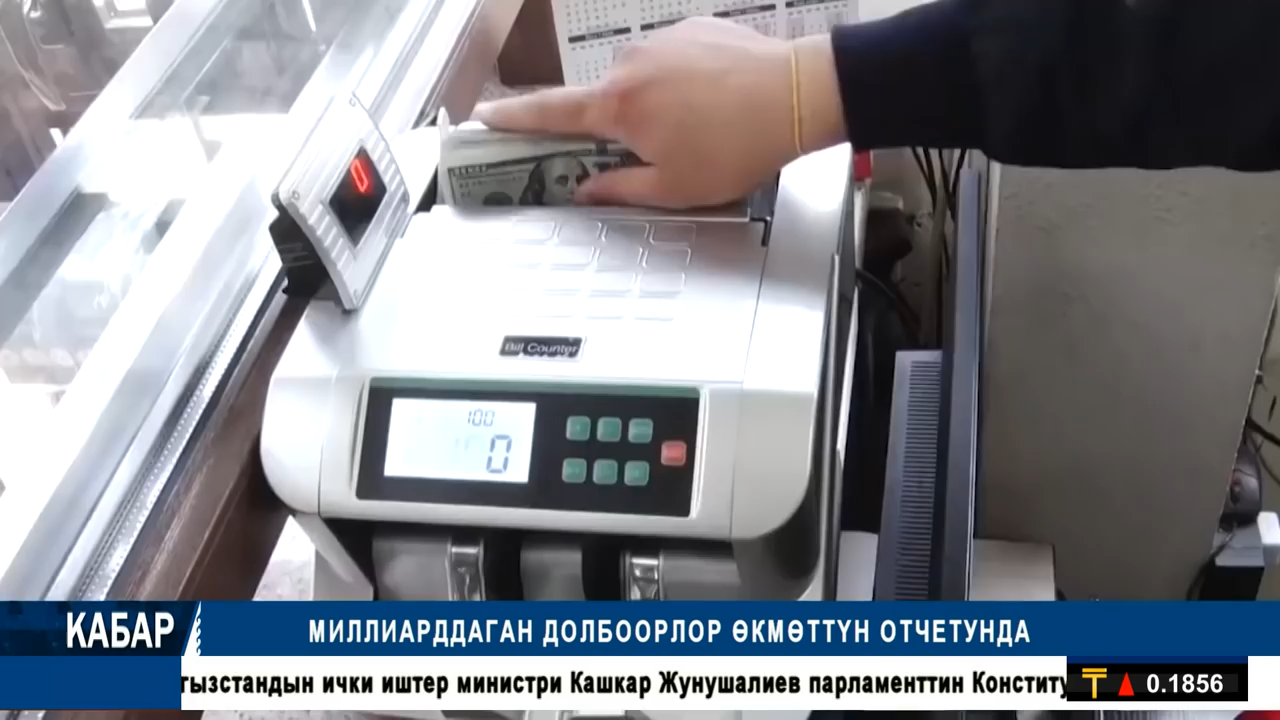 0
Bill Counter
100
0
КАБАР
МИЛЛИАРДДАГАН ДОЛБООРЛОР ӨКМӨТТҮН ОТЧЕТУНДА
гызстандын ички иштер министри Кашкар Жунушалиев парламенттин Конститу
₸ ▲ 0.1856